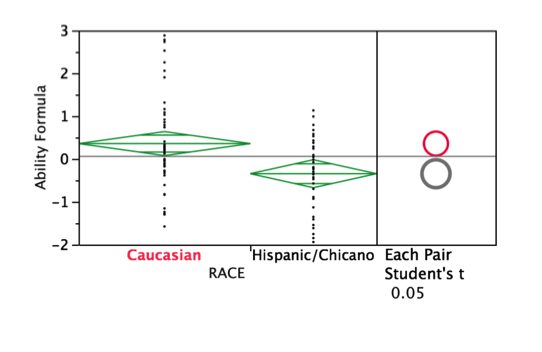 Ability Formula
3
2
1
0
-1
-2
Caucasian
Hispanic/Chicano
RACE
Each Pair
Student's t
0.05